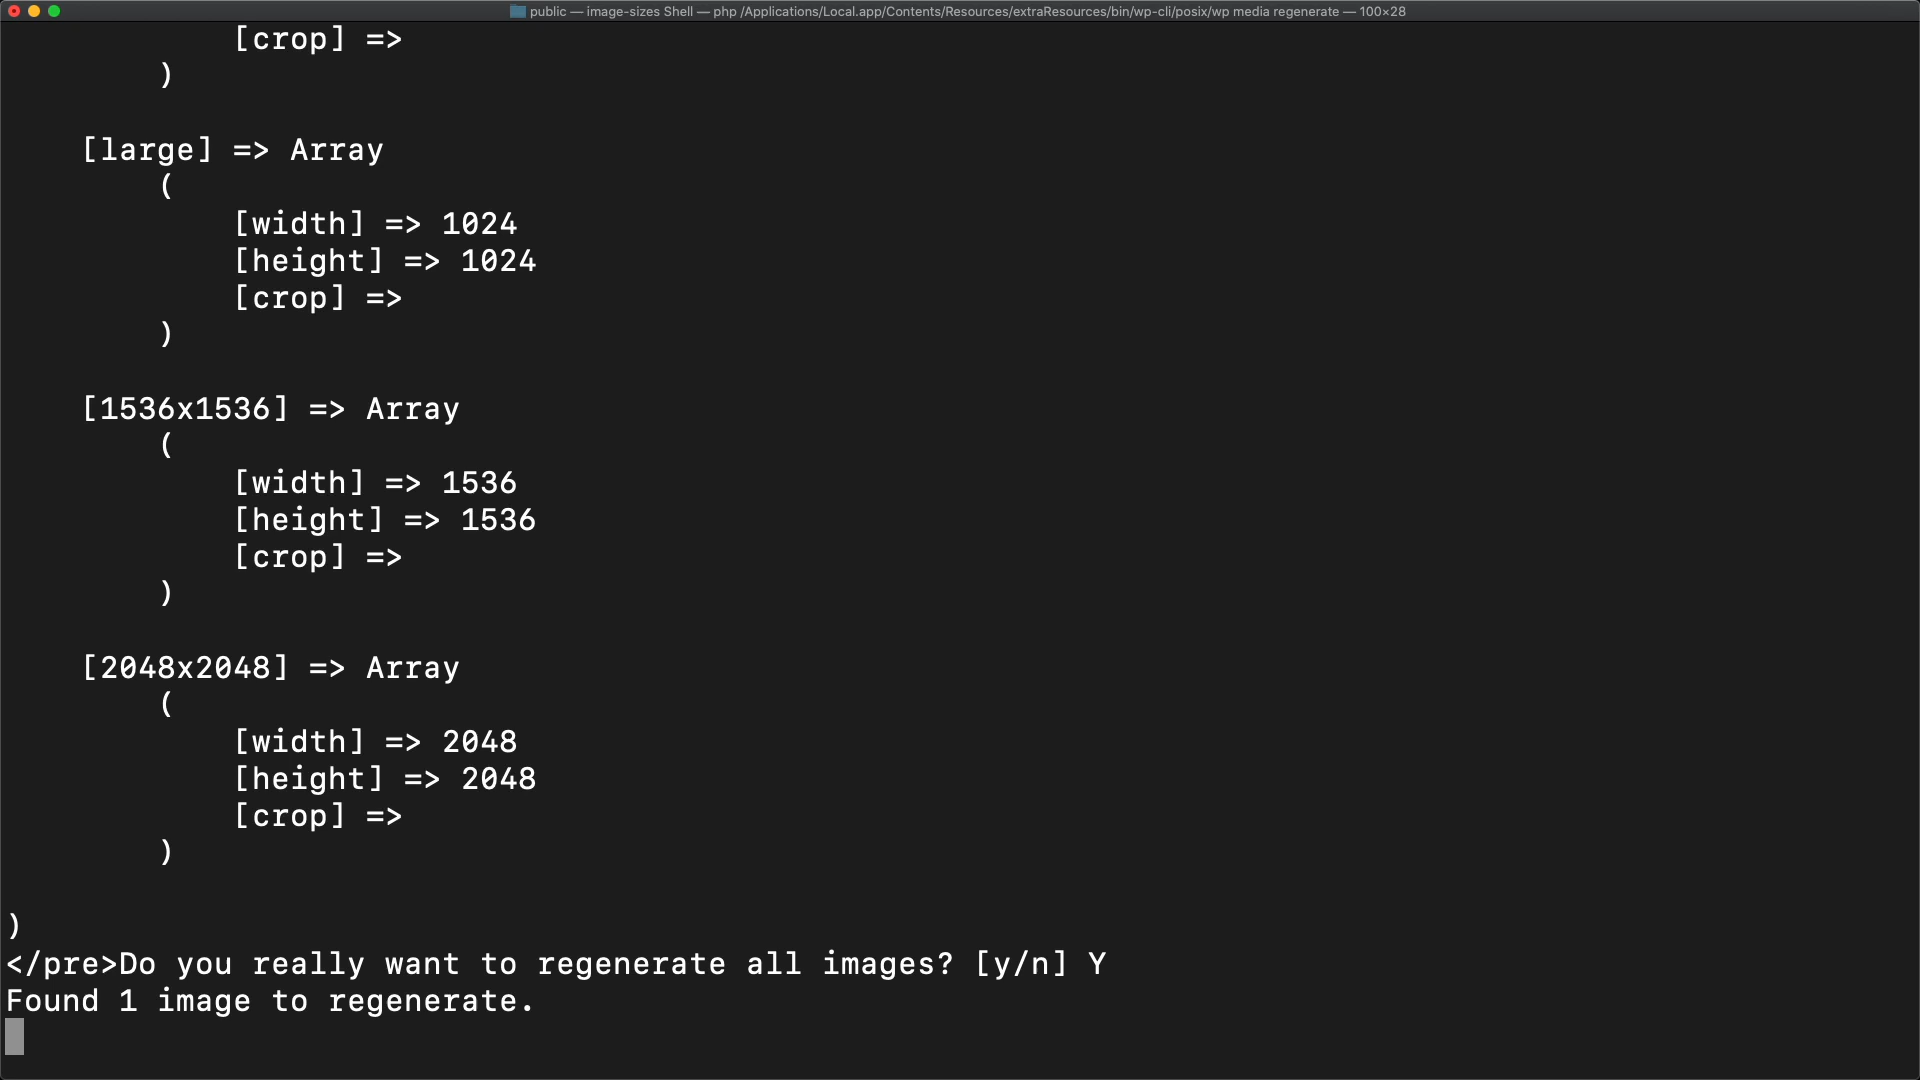 public — image-sizes Shell — php /Applications/Local.app/Contents/Resources/extraResources/bin/wp-cli/posix/wp media regenerate — 100×28
[crop] =>
)
[large] => Array
(
[width] => 1024
[height] => 1024
[crop] =>
)
[1536x1536] => Array
(
[width] => 1536
[height] => 1536
[crop] =>
)
[2048x2048] => Array
(
[width] => 2048
[height] => 2048
[crop] =>
)
)
</pre>Do you really want to regenerate all images? [y/n] Y
Found 1 image to regenerate.